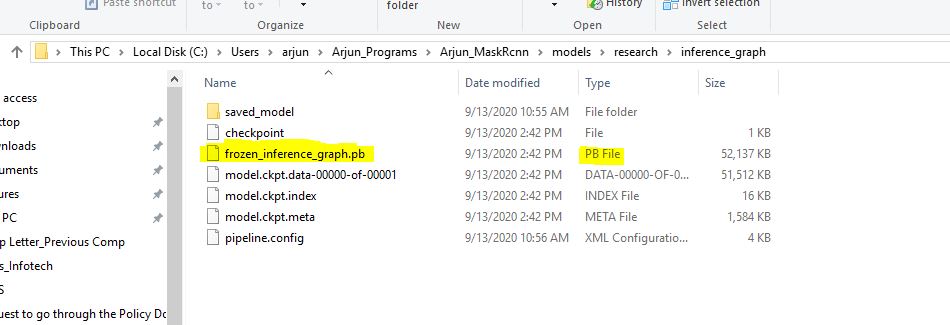 Paste shortcut
to
to
folder
History
Invert selection
Clipboard
Organize
New
Open
Select
This PC > Local Disk (C:) > Users > arjun > Arjun_Programs > Arjun_MaskRcnn > models > research > inference_graph
Name Date modified Type Size
access
ktop
wnloads
uments
ures
PC
p Letter_Previous Comp
s_Infotech
S
uest to go through the Policy Do
saved_model 9/13/2020 10:55 AM File folder
checkpoint 9/13/2020 2:42 PM File 1 KB
frozen_inference_graph.pb 9/13/2020 2:42 PM PB File 52,137 KB
model.ckpt.data-00000-of-00001 9/13/2020 2:42 PM DATA-00000-OF-0... 51,512 KB
model.ckpt.index 9/13/2020 2:42 PM INDEX File 16 KB
model.ckpt.meta 9/13/2020 2:42 PM META File 1,584 KB
pipeline.config 9/13/2020 10:56 AM XML Configuratio... 4 KB